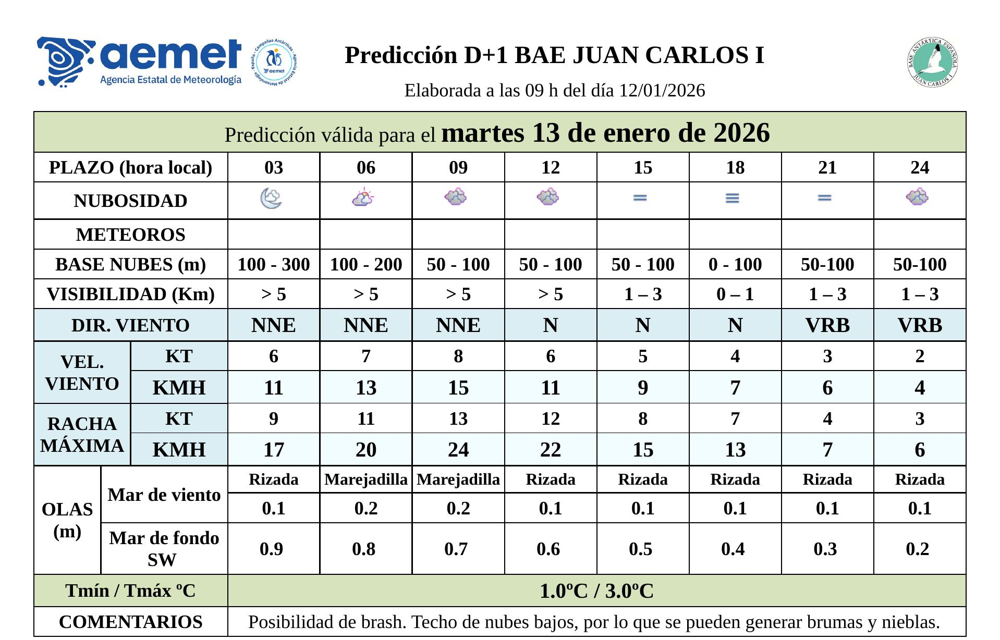 aemet
Agencia Estatal de Meteorología
Campañas Antárticas · Agencia Estatal de Meteorología · España ·
aemet
Predicción D+1 BAE JUAN CARLOS I
Elaborada a las 09 h del día 12/01/2026
BASE ANTÁRTICA ESPAÑOLA
JUAN CARLOS I
Predicción válida para el martes 13 de enero de 2026
PLAZO (hora local) 03 06 09 12 15 18 21 24
NUBOSIDAD
METEOROS
BASE NUBES (m) 100 - 300 100 - 200 50 - 100 50 - 100 50 - 100 0 - 100 50-100 50-100
VISIBILIDAD (Km) > 5 > 5 > 5 > 5 1 – 3 0 – 1 1 – 3 1 – 3
DIR. VIENTO NNE NNE NNE N N N VRB VRB
VEL. VIENTO
KT 6 7 8 6 5 4 3 2
KMH 11 13 15 11 9 7 6 4
RACHA MÁXIMA
KT 9 11 13 12 8 7 4 3
KMH 17 20 24 22 15 13 7 6
OLAS (m)
Mar de viento
Rizada Marejadilla Marejadilla Rizada Rizada Rizada Rizada Rizada
0.1 0.2 0.2 0.1 0.1 0.1 0.1 0.1
Mar de fondo SW 0.9 0.8 0.7 0.6 0.5 0.4 0.3 0.2
Tmín / Tmáx ºC 1.0ºC / 3.0ºC
COMENTARIOS Posibilidad de brash. Techo de nubes bajos, por lo que se pueden generar brumas y nieblas.